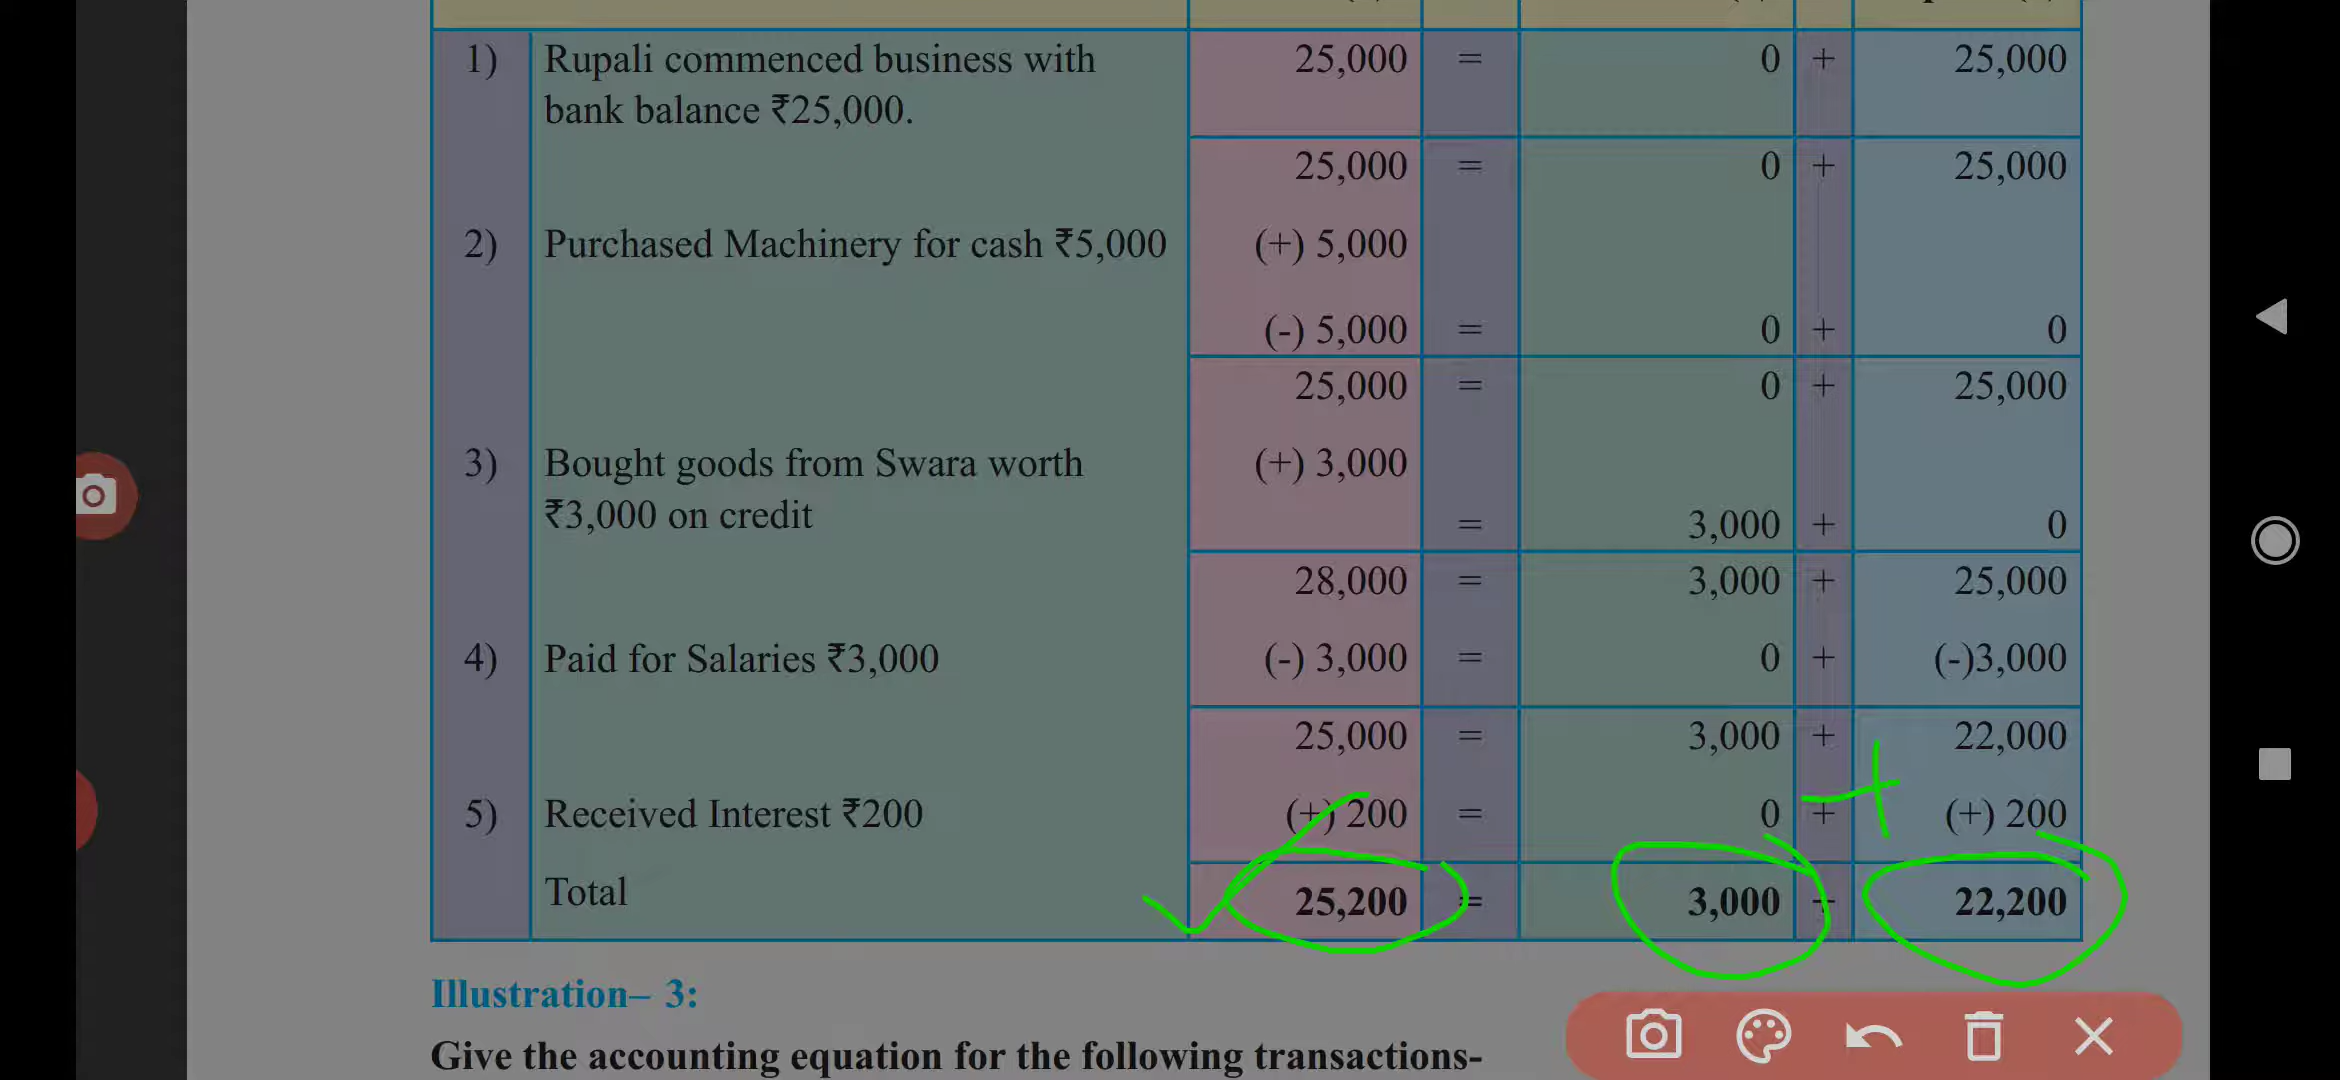 1) Rupali commenced business with 25,000 = 0 + 25,000
bank balance ₹25,000.
25,000 = 0 + 25,000
2) Purchased Machinery for cash ₹5,000 (+) 5,000
(-) 5,000 = 0 + 0
25,000 = 0 + 25,000
3) Bought goods from Swara worth (+) 3,000
₹3,000 on credit = 3,000 + 0
28,000 = 3,000 + 25,000
4) Paid for Salaries ₹3,000 (-) 3,000 = 0 + (-)3,000
25,000 = 3,000 + 22,000
5) Received Interest ₹200 (+) 200 = 0 + (+) 200
Total 25,200 = 3,000 + 22,200
+
Illustration– 3:
Give the accounting equation for the following transactions-